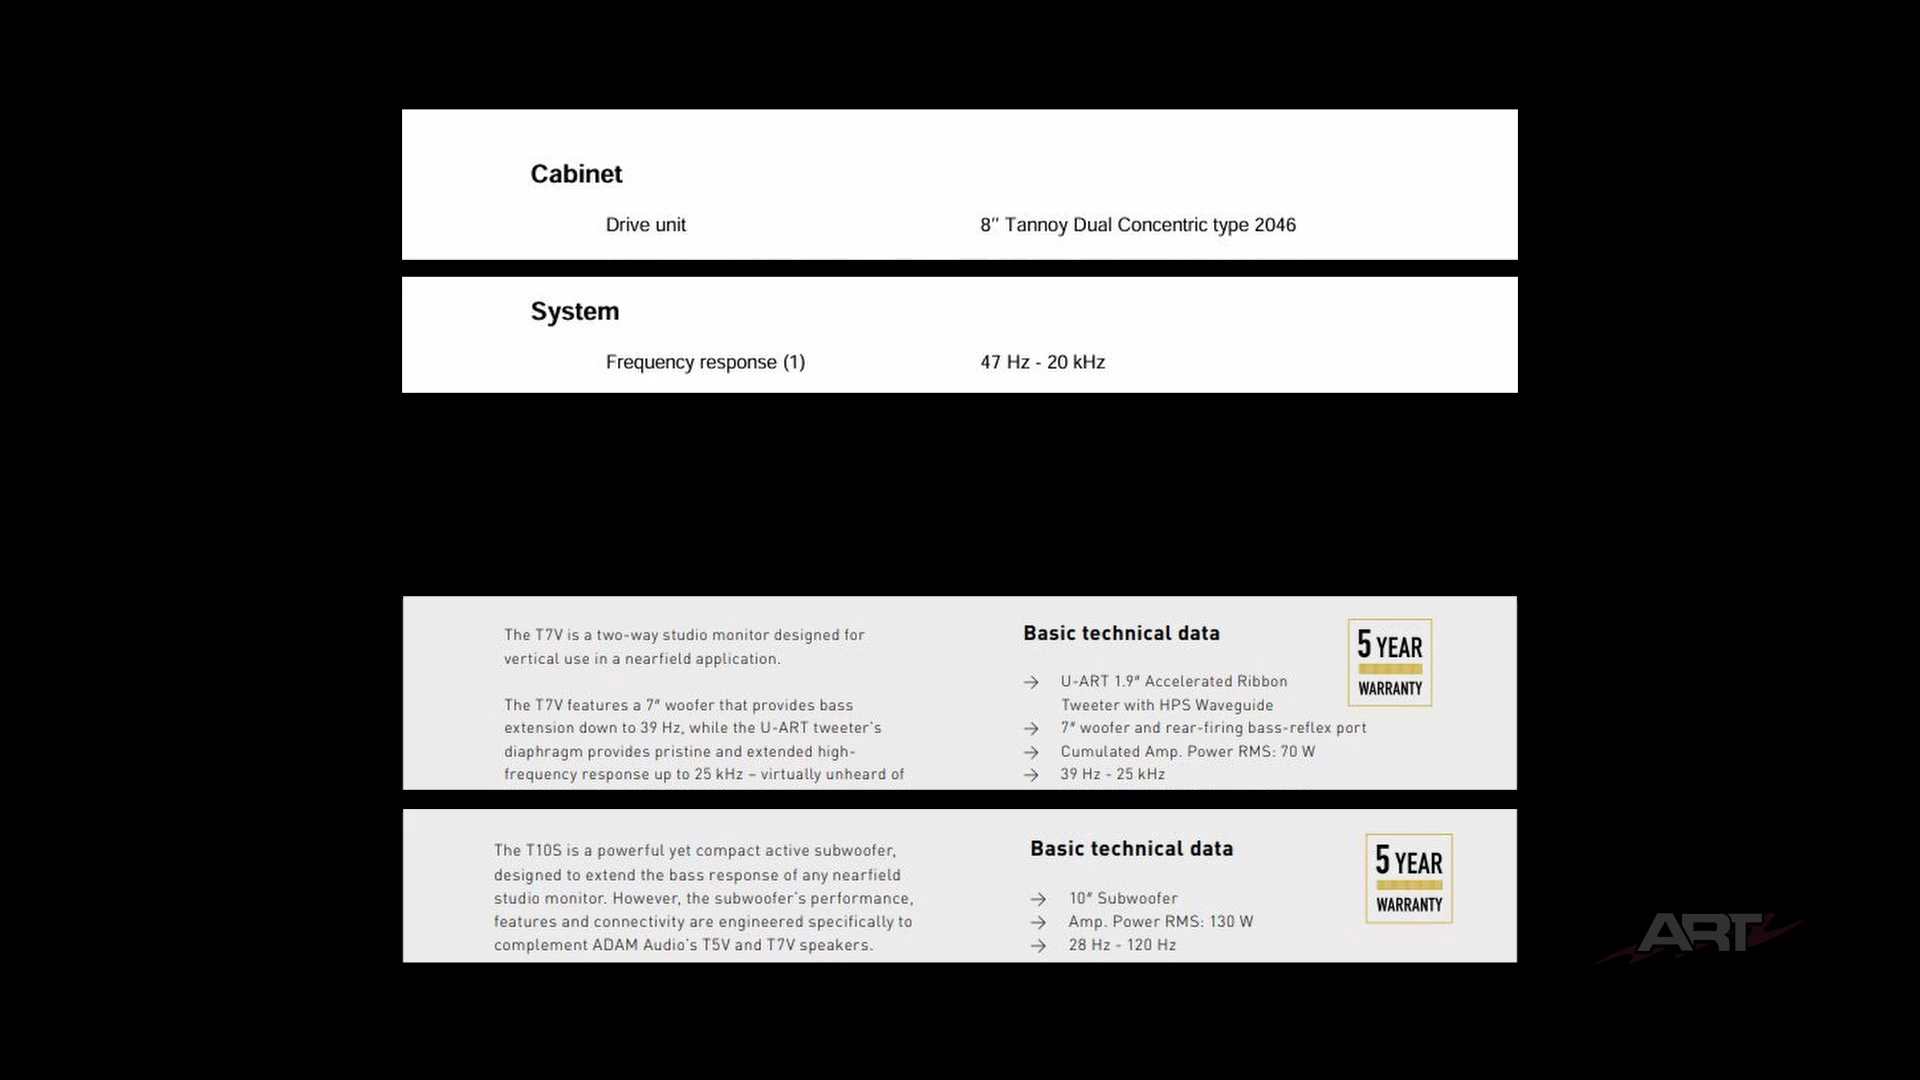 Cabinet
Drive unit 8″ Tannoy Dual Concentric type 2046
System
Frequency response (1) 47 Hz - 20 kHz
The T7V is a two-way studio monitor designed for
vertical use in a nearfield application.
The T7V features a 7″ woofer that provides bass
extension down to 39 Hz, while the U-ART tweeter's
diaphragm provides pristine and extended high-
frequency response up to 25 kHz – virtually unheard of
Basic technical data
→ U-ART 1.9″ Accelerated Ribbon
Tweeter with HPS Waveguide
→ 7″ woofer and rear-firing bass-reflex port
→ Cumulated Amp. Power RMS: 70 W
→ 39 Hz - 25 kHz
5 YEAR
WARRANTY
The T10S is a powerful yet compact active subwoofer,
designed to extend the bass response of any nearfield
studio monitor. However, the subwoofer's performance,
features and connectivity are engineered specifically to
complement ADAM Audio's T5V and T7V speakers.
Basic technical data
→ 10″ Subwoofer
→ Amp. Power RMS: 130 W
→ 28 Hz - 120 Hz
5 YEAR
WARRANTY
ART